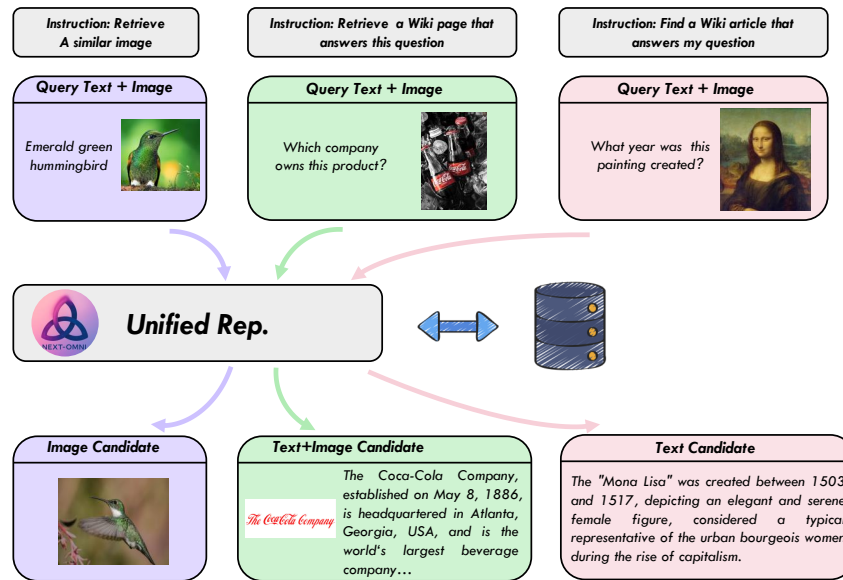 Instruction: Retrieve
A similar image
Instruction: Retrieve a Wiki page that
answers this question
Instruction: Find a Wiki article that
answers my question
Query Text + Image
Emerald green
hummingbird
Query Text + Image
Which company
owns this product?
Query Text + Image
What year was this
painting created?
NEXT-OMNI
Unified Rep.
Image Candidate
Text+Image Candidate
The Coca-Cola Company
The Coca-Cola Company,
established on May 8, 1886,
is headquartered in Atlanta,
Georgia, USA, and is the
world's largest beverage
company...
Text Candidate
The "Mona Lisa" was created between 1503
and 1517, depicting an elegant and serene
female figure, considered a typical
representative of the urban bourgeois women
during the rise of capitalism.